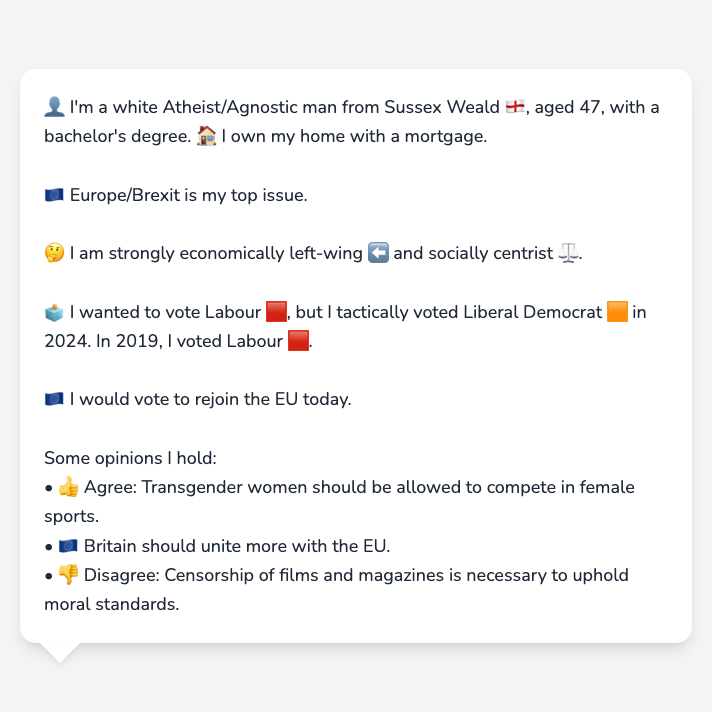 👤 I'm a white Atheist/Agnostic man from Sussex Weald 🏴󠁧󠁢󠁥󠁮󠁧󠁿, aged 47, with a
bachelor's degree. 🏠 I own my home with a mortgage.
🇪🇺 Europe/Brexit is my top issue.
🤔 I am strongly economically left-wing ⬅️ and socially centrist ⚖️.
🗳️ I wanted to vote Labour 🟥, but I tactically voted Liberal Democrat 🟧 in
2024. In 2019, I voted Labour 🟥.
🇪🇺 I would vote to rejoin the EU today.
Some opinions I hold:
• 👍 Agree: Transgender women should be allowed to compete in female
sports.
• 🇪🇺 Britain should unite more with the EU.
• 👎 Disagree: Censorship of films and magazines is necessary to uphold
moral standards.